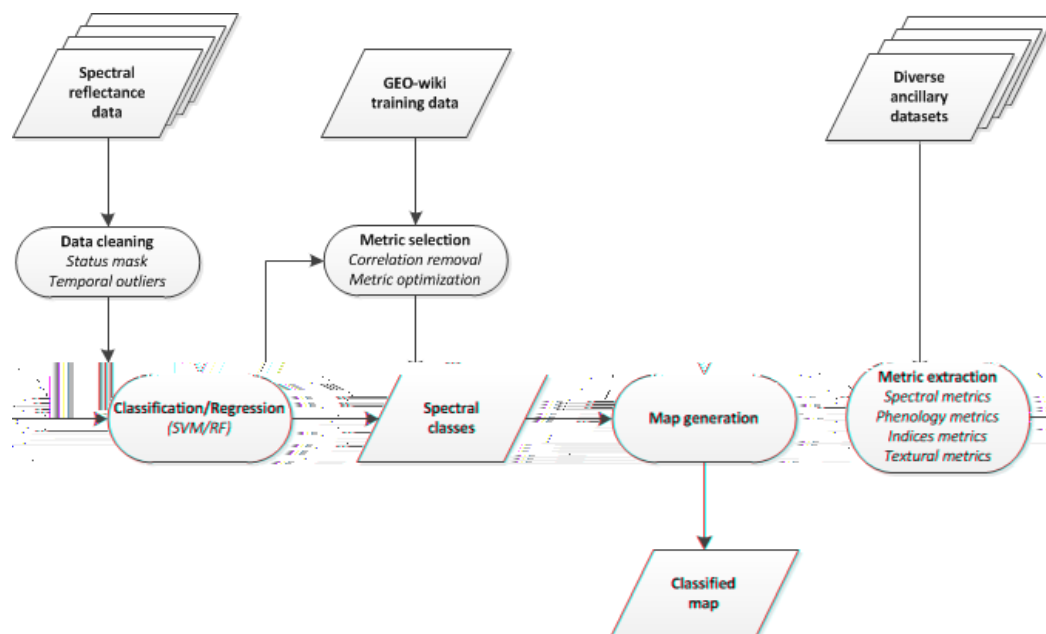 Spectral
reflectance
data
GEO-wiki
training data
Diverse
ancillary
datasets
Data cleaning
Status mask
Temporal outliers
Metric selection
Correlation removal
Metric optimization
Classification/Regression
(SVM/RF)
Spectral
classes
Map generation
Metric extraction
Spectral metrics
Phenology metrics
Indices metrics
Textural metrics
Classified
map